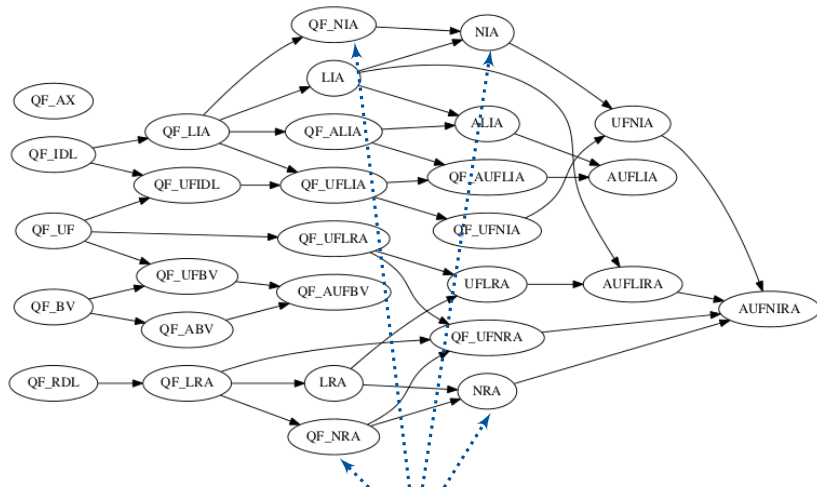 QF_NIA
NIA
LIA
QF_AX
QF_LIA
QF_ALIA
ALIA
UFNIA
QF_IDL
QF_UFIDL
QF_UFLIA
QF_AUFLIA
AUFLIA
QF_UF
QF_UFLRA
QF_UFNIA
QF_UFBV
QF_AUFBV
UFLRA
AUFLIRA
QF_BV
QF_ABV
QF_UFNRA
AUFNIRA
QF_RDL
QF_LRA
LRA
NRA
QF_NRA